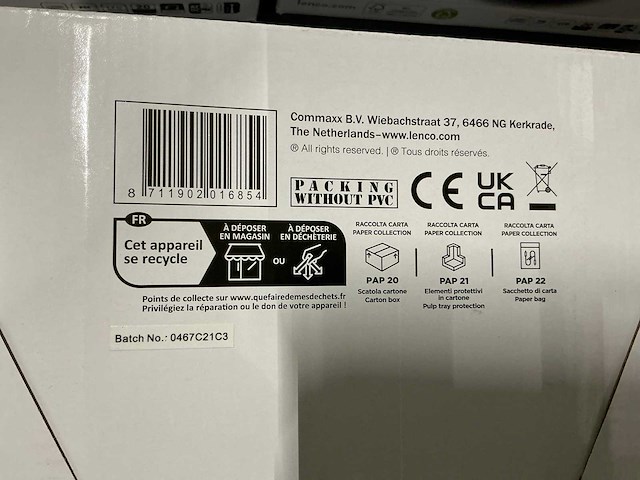 Commaxx B.V. Wiebachstraat 37, 6466 NG Kerkrade,
The Netherlands–www.lenco.com
® All rights reserved. | ® Tous droits réservés.
8 711902 016854
PACKING
WITHOUT PVC
CE
UK
CA
FR
Cet appareil
se recycle
À DÉPOSER
EN MAGASIN
OU
À DÉPOSER
EN DÉCHÈTERIE
Points de collecte sur www.quefairedemesdechets.fr
Privilégiez la réparation ou le don de votre appareil !
RACCOLTA CARTA
PAPER COLLECTION
PAP 20
Scatola cartone
Carton box
RACCOLTA CARTA
PAPER COLLECTION
PAP 21
Elementi protettivi
in cartone
Pulp tray protection
RACCOLTA CARTA
PAPER COLLECTION
PAP 22
Sacchetto di carta
Paper bag
Batch No.: 0467C21C3